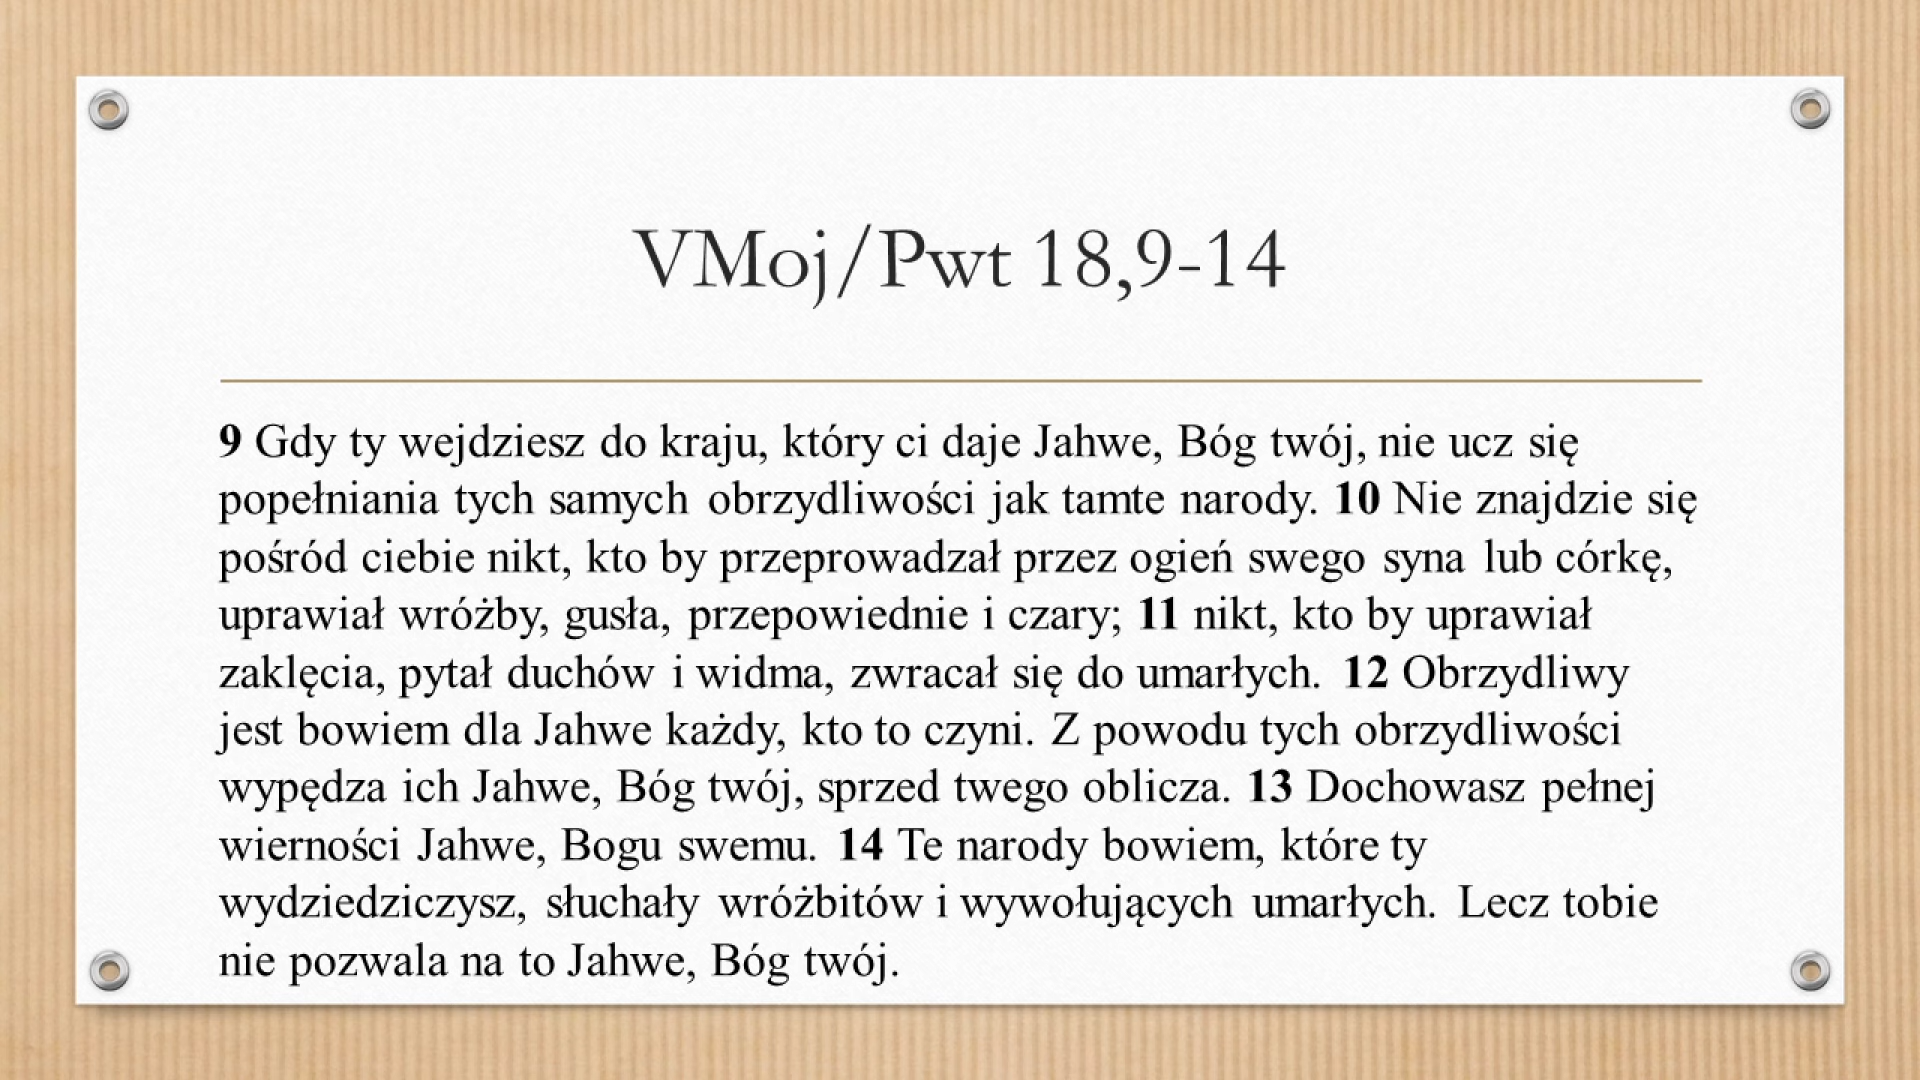 VMoj/Pwt 18,9-14
9 Gdy ty wejdziesz do kraju, który ci daje Jahwe, Bóg twój, nie ucz się
popełniania tych samych obrzydliwości jak tamte narody. 10 Nie znajdzie się
pośród ciebie nikt, kto by przeprowadzał przez ogień swego syna lub córkę,
uprawiał wróżby, gusła, przepowiednie i czary; 11 nikt, kto by uprawiał
zaklęcia, pytał duchów i widma, zwracał się do umarłych. 12 Obrzydliwy
jest bowiem dla Jahwe każdy, kto to czyni. Z powodu tych obrzydliwości
wypędza ich Jahwe, Bóg twój, sprzed twego oblicza. 13 Dochowasz pełnej
wierności Jahwe, Bogu swemu. 14 Te narody bowiem, które ty
wydziedziczysz, słuchały wróżbitów i wywołujących umarłych. Lecz tobie
nie pozwala na to Jahwe, Bóg twój.